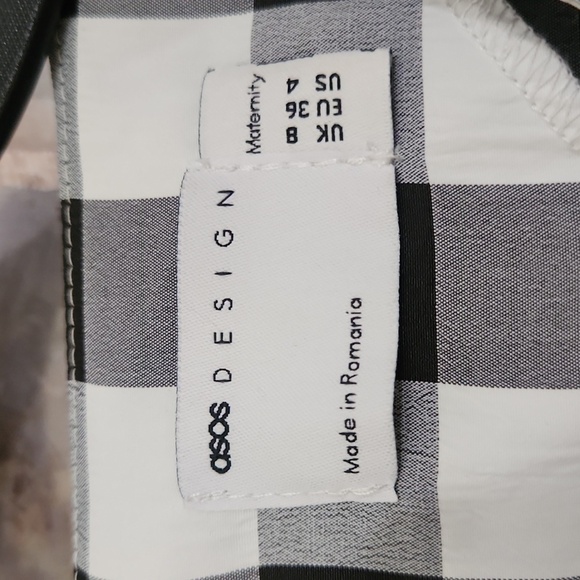 asos DESIGN
Made in Romania
Maternity
UK 8
EU 36
US 4